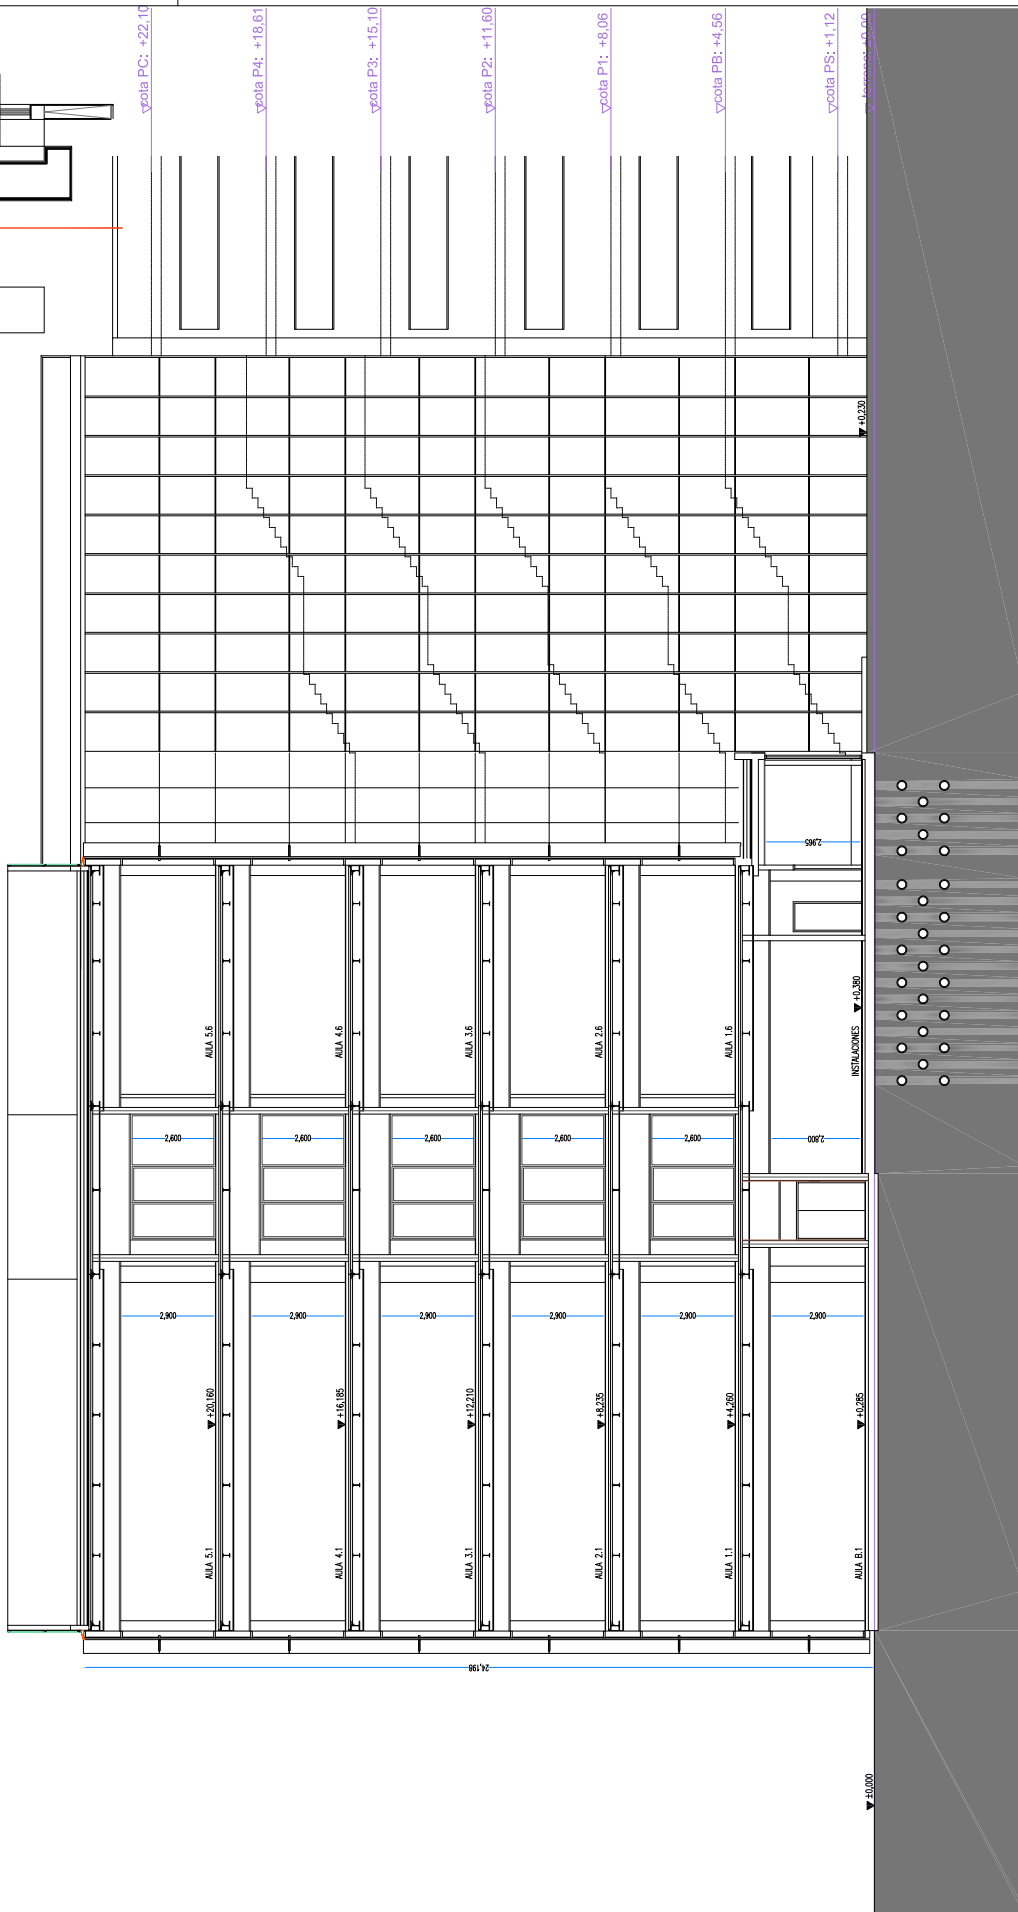 cota PC: +22,10
cota P4: +18,61
cota P3: +15,10
cota P2: +11,60
cota P1: +8,06
cota PB: +4,56
cota PS: +1,12
+0,230
2,965
+0,380
INSTALACIONES
AULA 5.6
AULA 4.6
AULA 3.6
AULA 2.6
AULA 1.6
2,600
2,600
2,600
2,600
2,600
2,800
2,900
2,900
2,900
2,900
2,900
2,900
+20,160
+16,185
+12,210
+8,235
+4,260
+0,285
AULA 5.1
AULA 4.1
AULA 3.1
AULA 2.1
AULA 1.1
AULA B.1
24,198
±0,000